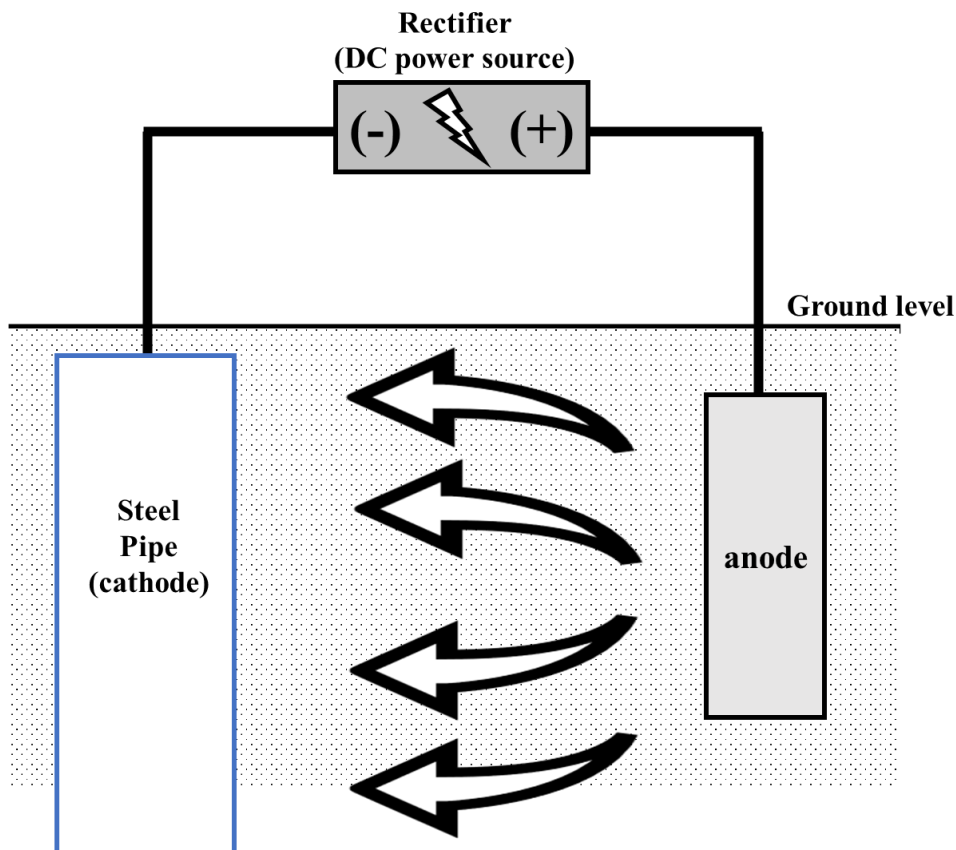 Rectifier
(DC power source)
(-) (+)
Ground level
Steel
Pipe
(cathode)
anode